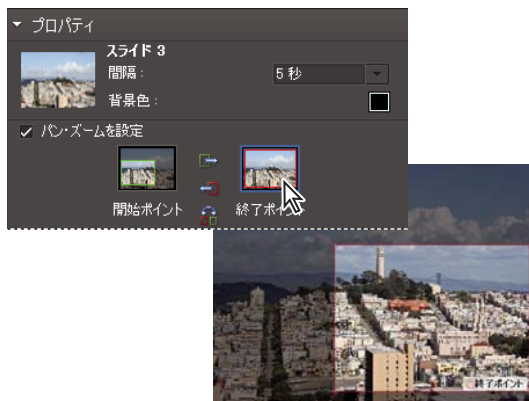 プロパティ
スライド 3
間隔 :
5 秒
背景色 :
パン・ズームを設定
開始ポイント
終了ポイント
終了ポイント